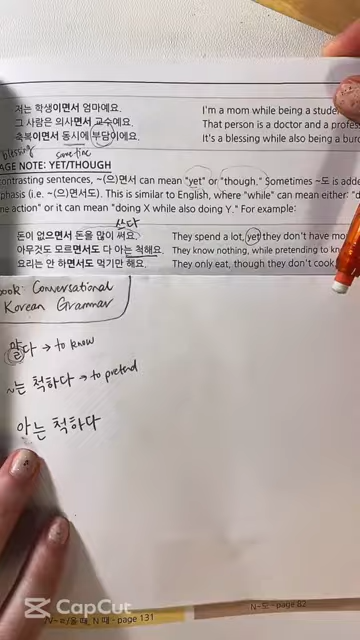 저는 학생이면서 엄마예요. I'm a mom while being a stude
그 사람은 의사면서 교수예요. That person is a doctor and a profes
축복이면서 동시에 부담이에요. It's a blessing while also being a burd
blessing same time
AGE NOTE: YET/THOUGH
contrasting sentences, ~(으)면서 can mean "yet" or "though." Sometimes ~도 is adde
phasis (i.e. ~(으)면서도). This is similar to English, where "while" can mean either "d
ne action" or it can mean "doing X while also doing Y." For example:
쓰다
돈이 없으면서 돈을 많이 써요. They spend a lot, yet they don't have mo
아무것도 모르면서도 다 아는 척해요. They know nothing, while pretending to kn
요리는 안 하면서도 먹기만 해요. They only eat, though they don't cook.
ook: Conversational
Korean Grammar
알다 → to know
~는 척하다 → to pretend
아는 척하다
N 때 - page 131
N~도 - page 62
CapCut